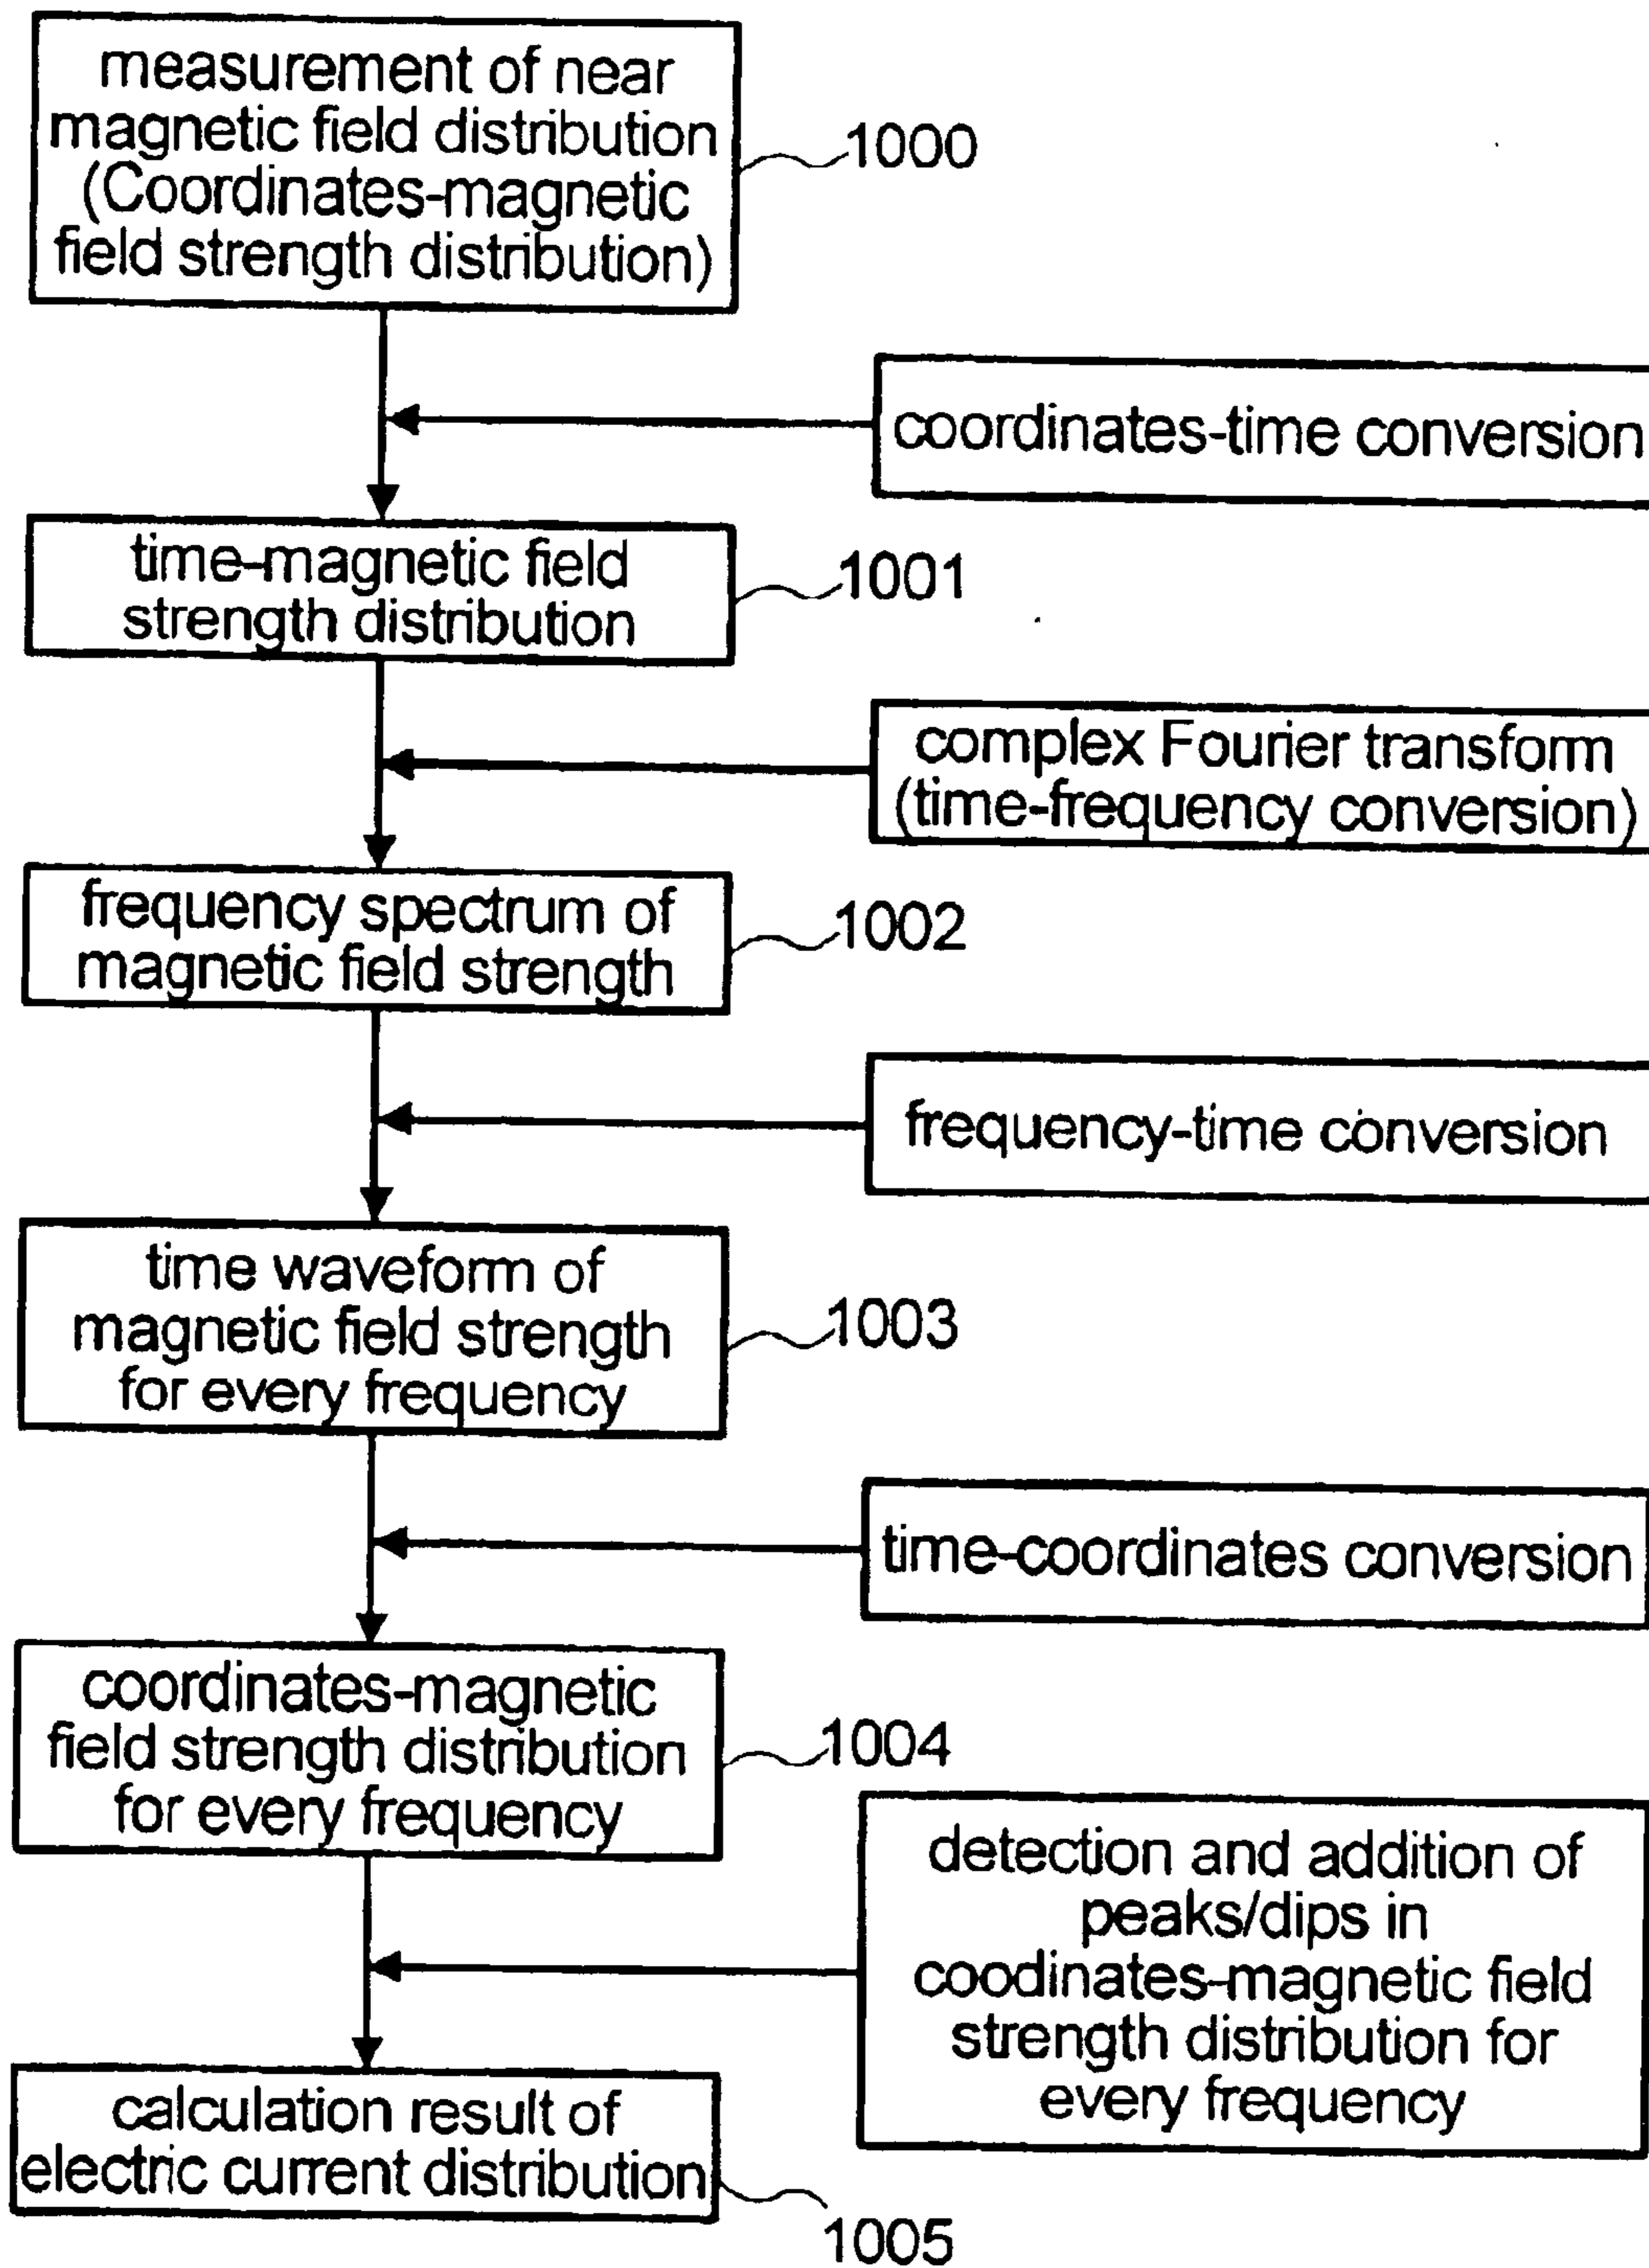 measurement of near
magnetic field distribution
(Coordinates-magnetic
field strength distribution)
1000
coordinates-time conversion
time-magnetic field
strength distribution
1001
complex Fourier transform
(time-frequency conversion)
frequency spectrum of
magnetic field strength
1002
frequency-time conversion
time waveform of
magnetic field strength
for every frequency
1003
time-coordinates conversion
coordinates-magnetic
field strength distribution
for every frequency
1004
detection and addition of
peaks/dips in
coodinates-magnetic field
strength distribution for
every frequency
calculation result of
electric current distribution
1005